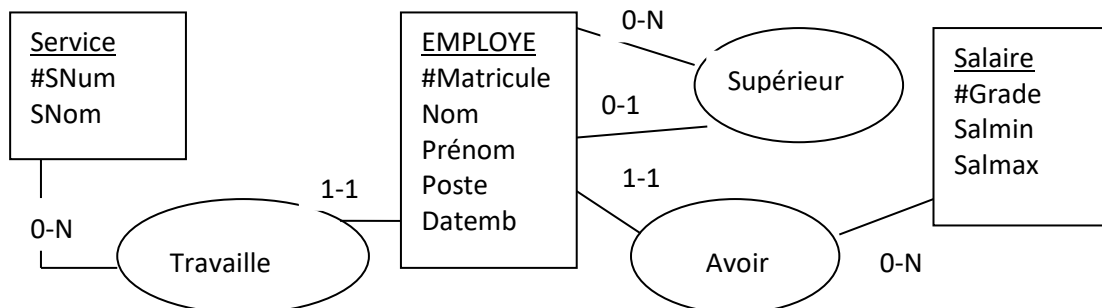 Service
#SNum
SNom
0-N
Travaille
1-1
EMPLOYE
#Matricule
Nom
Prénom
Poste
Datemb
0-N
0-1
Supérieur
1-1
Avoir
0-N
Salaire
#Grade
Salmin
Salmax